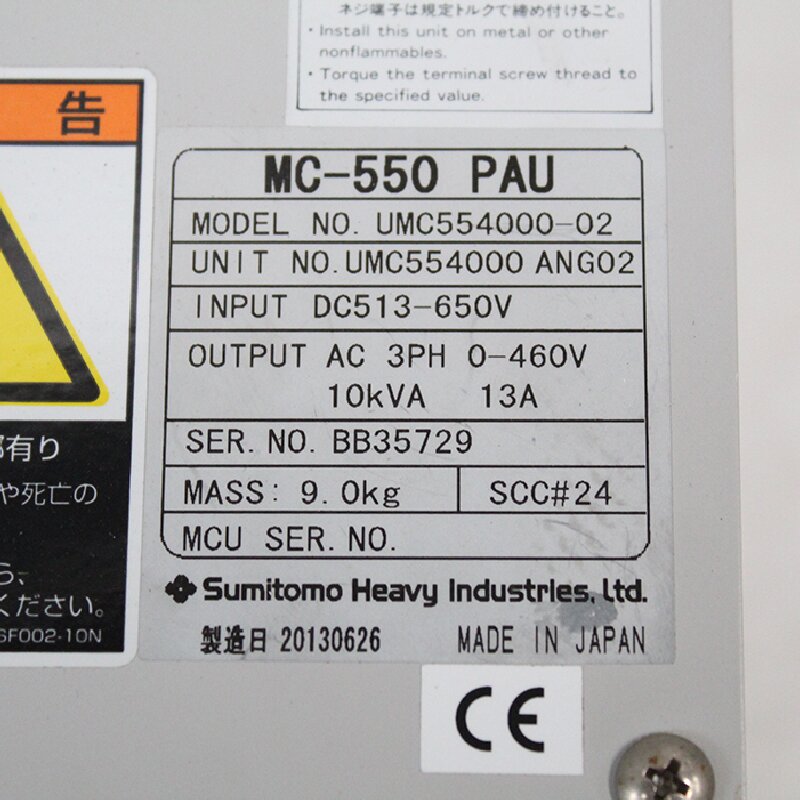 ネジ端子は規定トルクで締め付けること。
・Install this unit on metal or other
nonflammables.
・Torque the terminal screw thread to
the specified value.
告
MC-550 PAU
MODEL NO. UMC554000-02
UNIT NO.UMC554000 ANG02
INPUT DC513-650V
OUTPUT AC 3PH 0-460V
10kVA 13A
SER.NO. BB35729
MASS: 9.0kg SCC#24
MCU SER.NO.
Sumitomo Heavy Industries, Ltd.
製造日 20130626 MADE IN JAPAN
有り
や死亡の
ら、
ください。
6F002-10N
CE